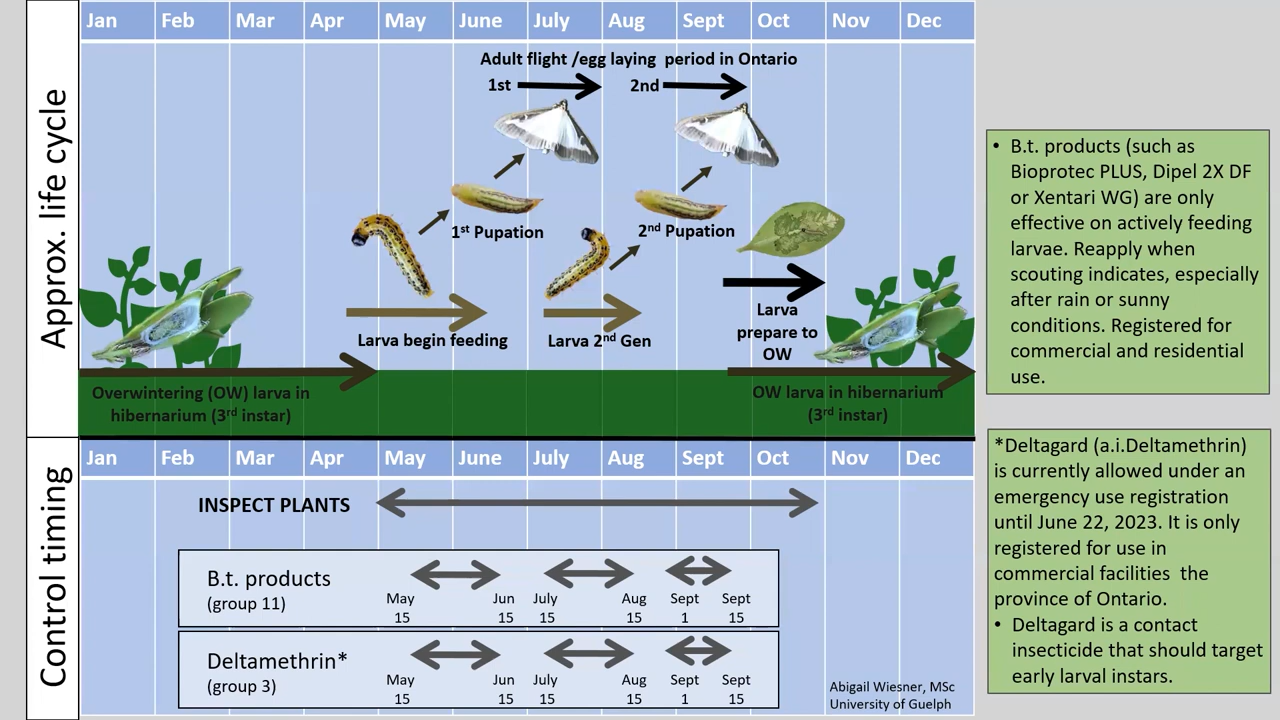 Approx. life cycle
Jan Feb Mar Apr May June July Aug Sept Oct Nov Dec
Adult flight /egg laying period in Ontario
1st 2nd
1st Pupation
2nd Pupation
Larva begin feeding
Larva 2nd Gen
Larva
prepare to
OW
Overwintering (OW) larva in
hibernarium (3rd instar)
OW larva in hibernarium
(3rd instar)
Control timing
Jan Feb Mar Apr May June July Aug Sept Oct Nov Dec
INSPECT PLANTS
B.t. products
(group 11)
May Jun July Aug Sept Sept
15 15 15 15 1 15
Deltamethrin*
(group 3)
May Jun July Aug Sept Sept
15 15 15 15 1 15
Abigail Wiesner, MSc
University of Guelph
• B.t. products (such as
Bioprotec PLUS, Dipel 2X DF
or Xentari WG) are only
effective on actively feeding
larvae. Reapply when
scouting indicates, especially
after rain or sunny
conditions. Registered for
commercial and residential
use.
*Deltagard (a.i.Deltamethrin)
is currently allowed under an
emergency use registration
until June 22, 2023. It is only
registered for use in
commercial facilities the
province of Ontario.
• Deltagard is a contact
insecticide that should target
early larval instars.